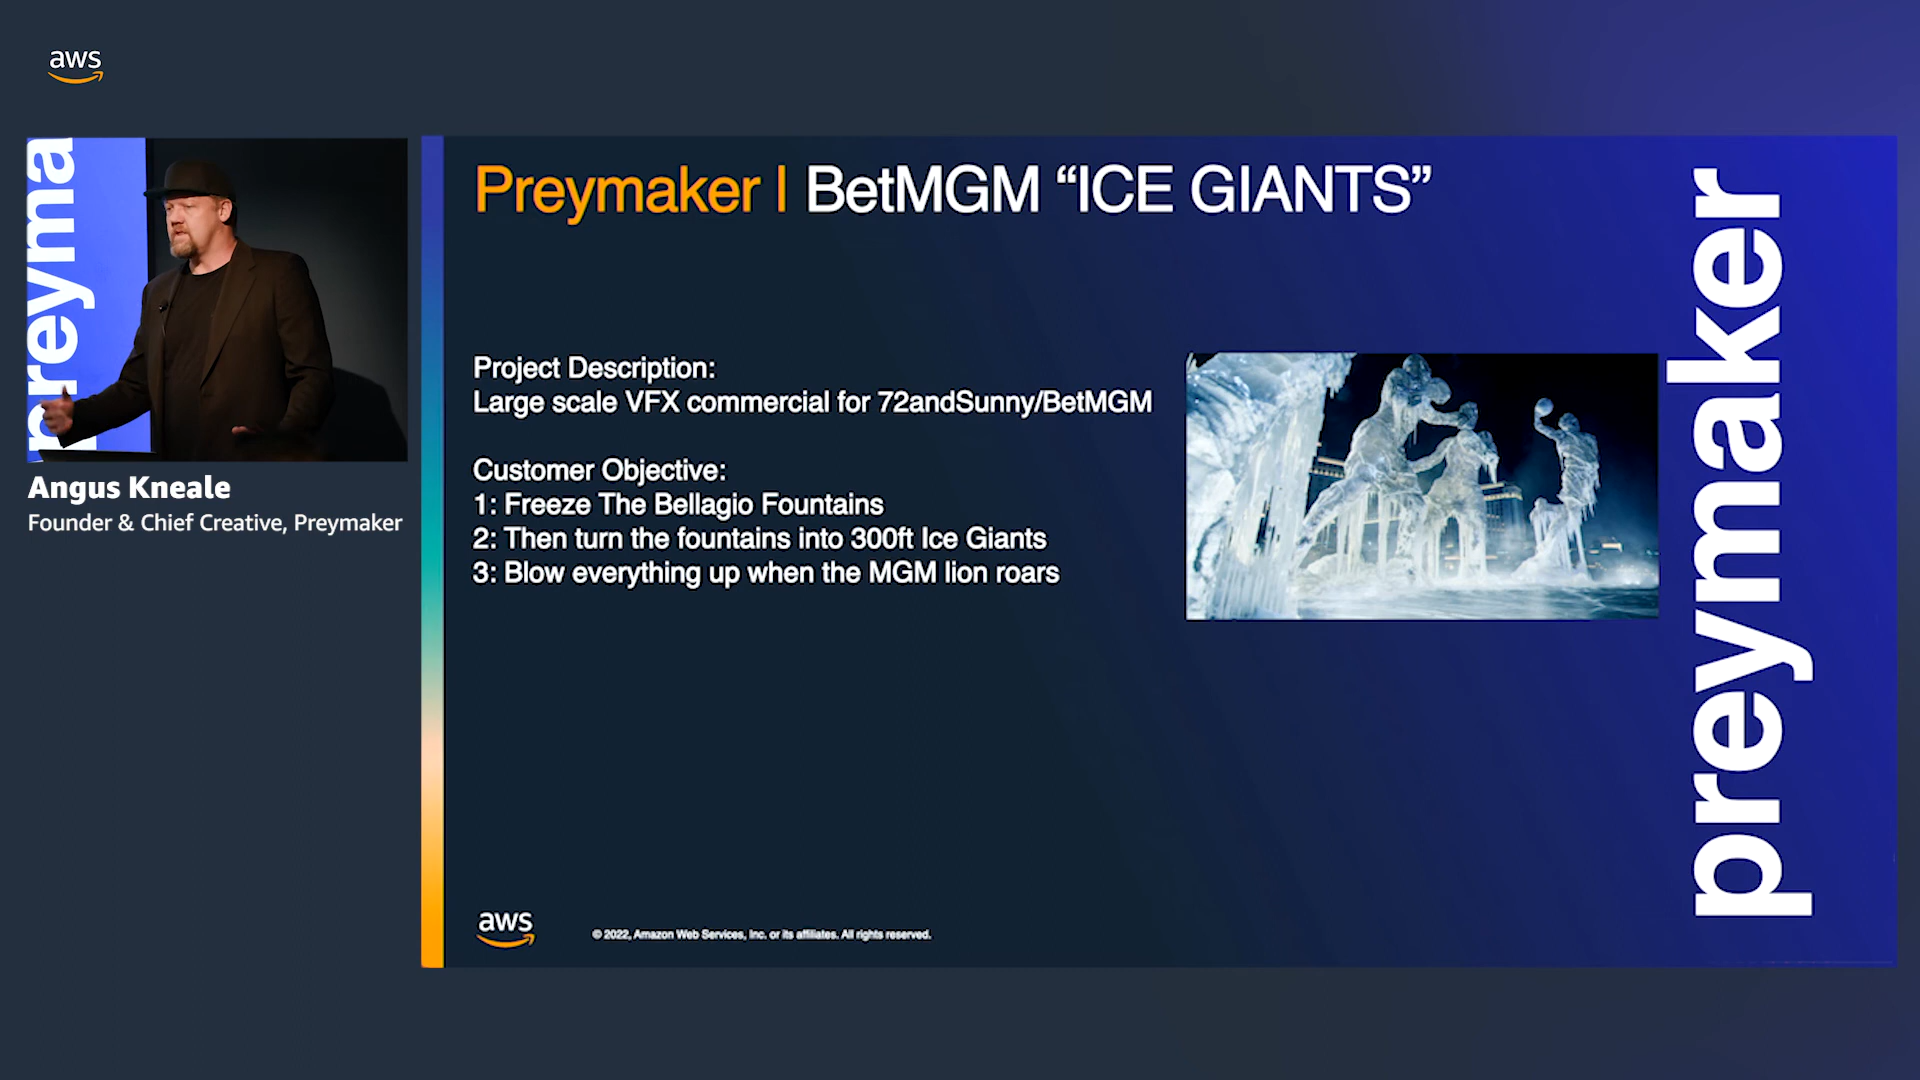 aws
preyma
Angus Kneale
Founder & Chief Creative, Preymaker
Preymaker | BetMGM “ICE GIANTS”
Project Description:
Large scale VFX commercial for 72andSunny/BetMGM
Customer Objective:
1: Freeze The Bellagio Fountains
2: Then turn the fountains into 300ft Ice Giants
3: Blow everything up when the MGM lion roars
preymaker
aws
© 2022, Amazon Web Services, Inc. or its affiliates. All rights reserved.